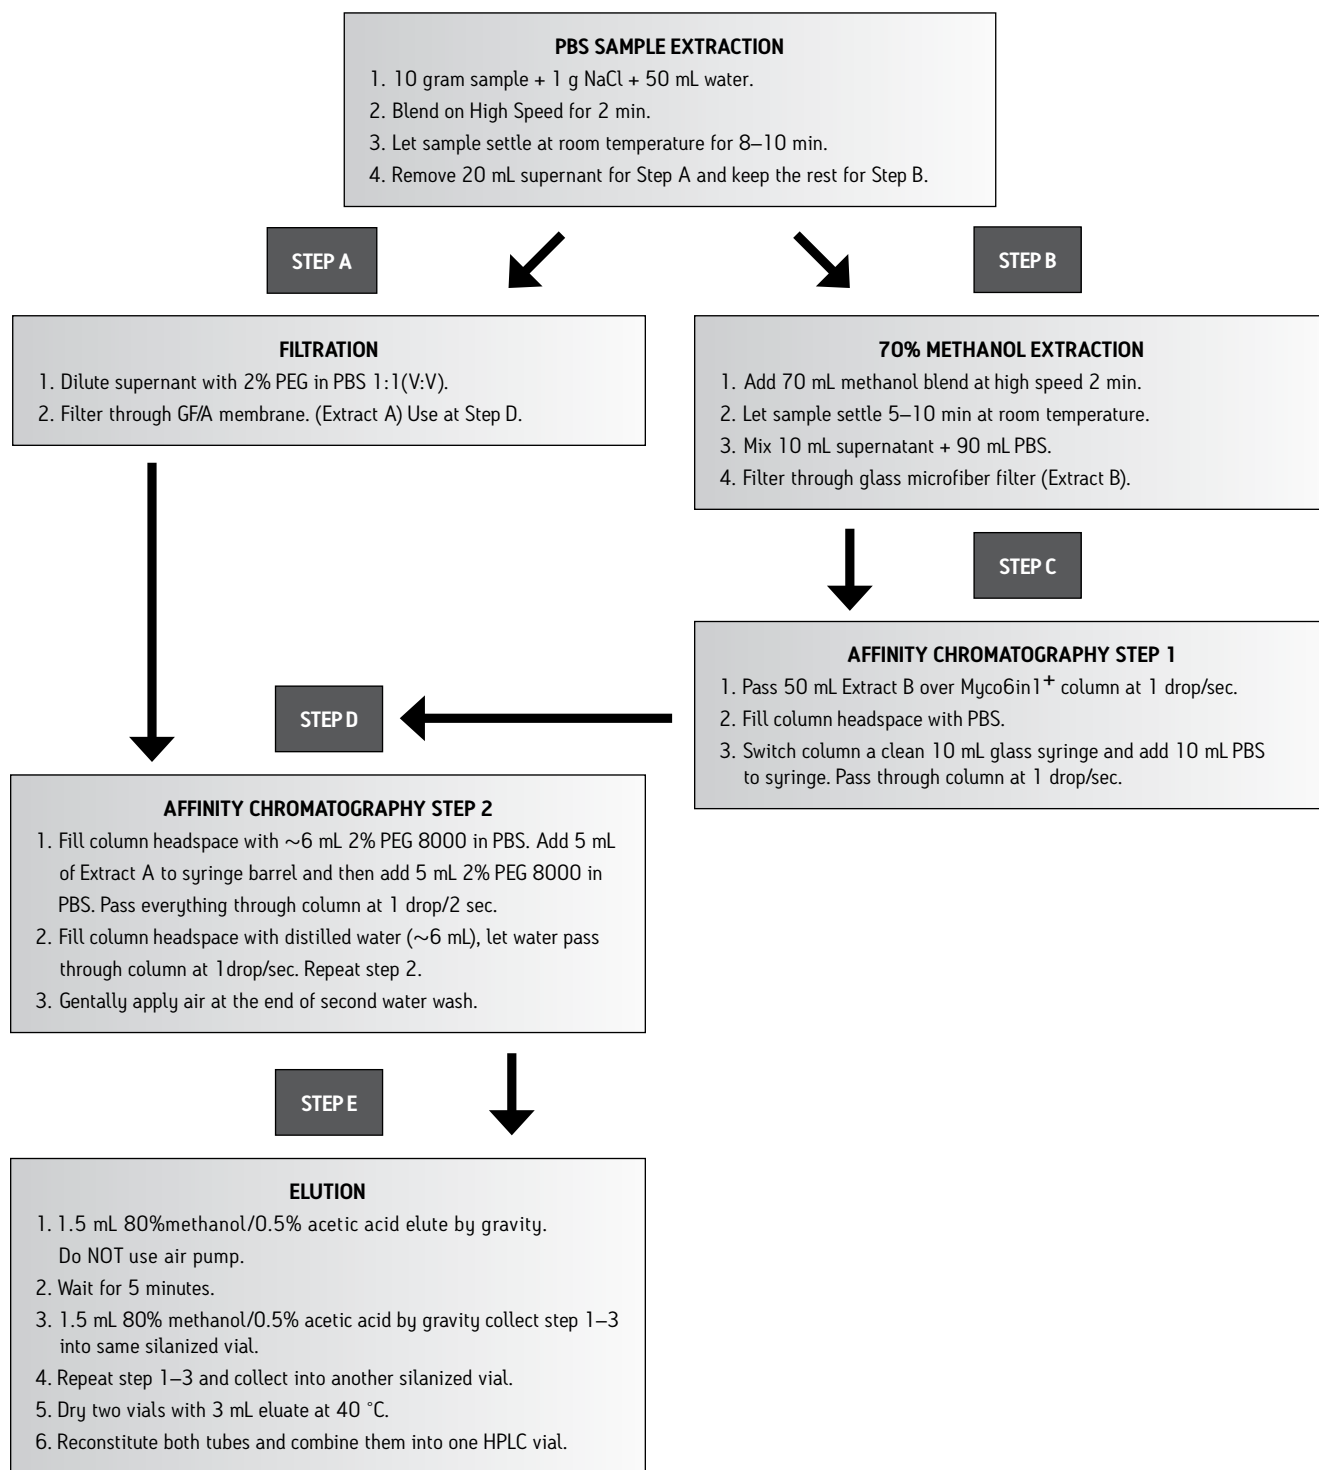 PBS SAMPLE EXTRACTION
1. 10 gram sample + 1 g NaCl + 50 mL water.
2. Blend on High Speed for 2 min.
3. Let sample settle at room temperature for 8–10 min.
4. Remove 20 mL supernant for Step A and keep the rest for Step B.
STEP A
STEP B
FILTRATION
1. Dilute supernant with 2% PEG in PBS 1:1(V:V).
2. Filter through GF/A membrane. (Extract A) Use at Step D.
70% METHANOL EXTRACTION
1. Add 70 mL methanol blend at high speed 2 min.
2. Let sample settle 5–10 min at room temperature.
3. Mix 10 mL supernatant + 90 mL PBS.
4. Filter through glass microfiber filter (Extract B).
STEP C
AFFINITY CHROMATOGRAPHY STEP 1
1. Pass 50 mL Extract B over Myco6in1+ column at 1 drop/sec.
2. Fill column headspace with PBS.
3. Switch column a clean 10 mL glass syringe and add 10 mL PBS
to syringe. Pass through column at 1 drop/sec.
STEP D
AFFINITY CHROMATOGRAPHY STEP 2
1. Fill column headspace with ~6 mL 2% PEG 8000 in PBS. Add 5 mL
of Extract A to syringe barrel and then add 5 mL 2% PEG 8000 in
PBS. Pass everything through column at 1 drop/2 sec.
2. Fill column headspace with distilled water (~6 mL), let water pass
through column at 1drop/sec. Repeat step 2.
3. Gentally apply air at the end of second water wash.
STEP E
ELUTION
1. 1.5 mL 80%methanol/0.5% acetic acid elute by gravity.
Do NOT use air pump.
2. Wait for 5 minutes.
3. 1.5 mL 80% methanol/0.5% acetic acid by gravity collect step 1–3
into same silanized vial.
4. Repeat step 1–3 and collect into another silanized vial.
5. Dry two vials with 3 mL eluate at 40 °C.
6. Reconstitute both tubes and combine them into one HPLC vial.